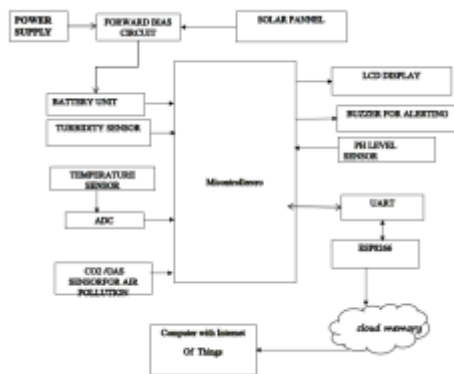 POWER
SUPPLY
FORWARD BIAS
CIRCUIT
SOLAR PANNEL
BATTERY UNIT
TURBIDITY SENSOR
TEMPERATURE
SENSOR
ADC
CO2 /GAS
SENSORFOR AIR
POLLUTION
Microntrollerers
LCD DISPLAY
BUZZER FOR ALERTING
PH LEVEL
SENSOR
UART
ESP8266
cloud memory
Computer with Internet
Of Things